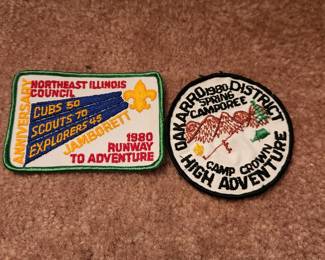 NORTHEAST ILLINOIS
COUNCIL
ANNIVERSARY
CUBS 50
SCOUTS 70
EXPLORERS 45
JAMBORETT
1980
RUNWAY
TO ADVENTURE
DAKARRO DISTRICT
1980
SPRING
CAMPOREE
CAMP CROWN
HIGH ADVENTURE